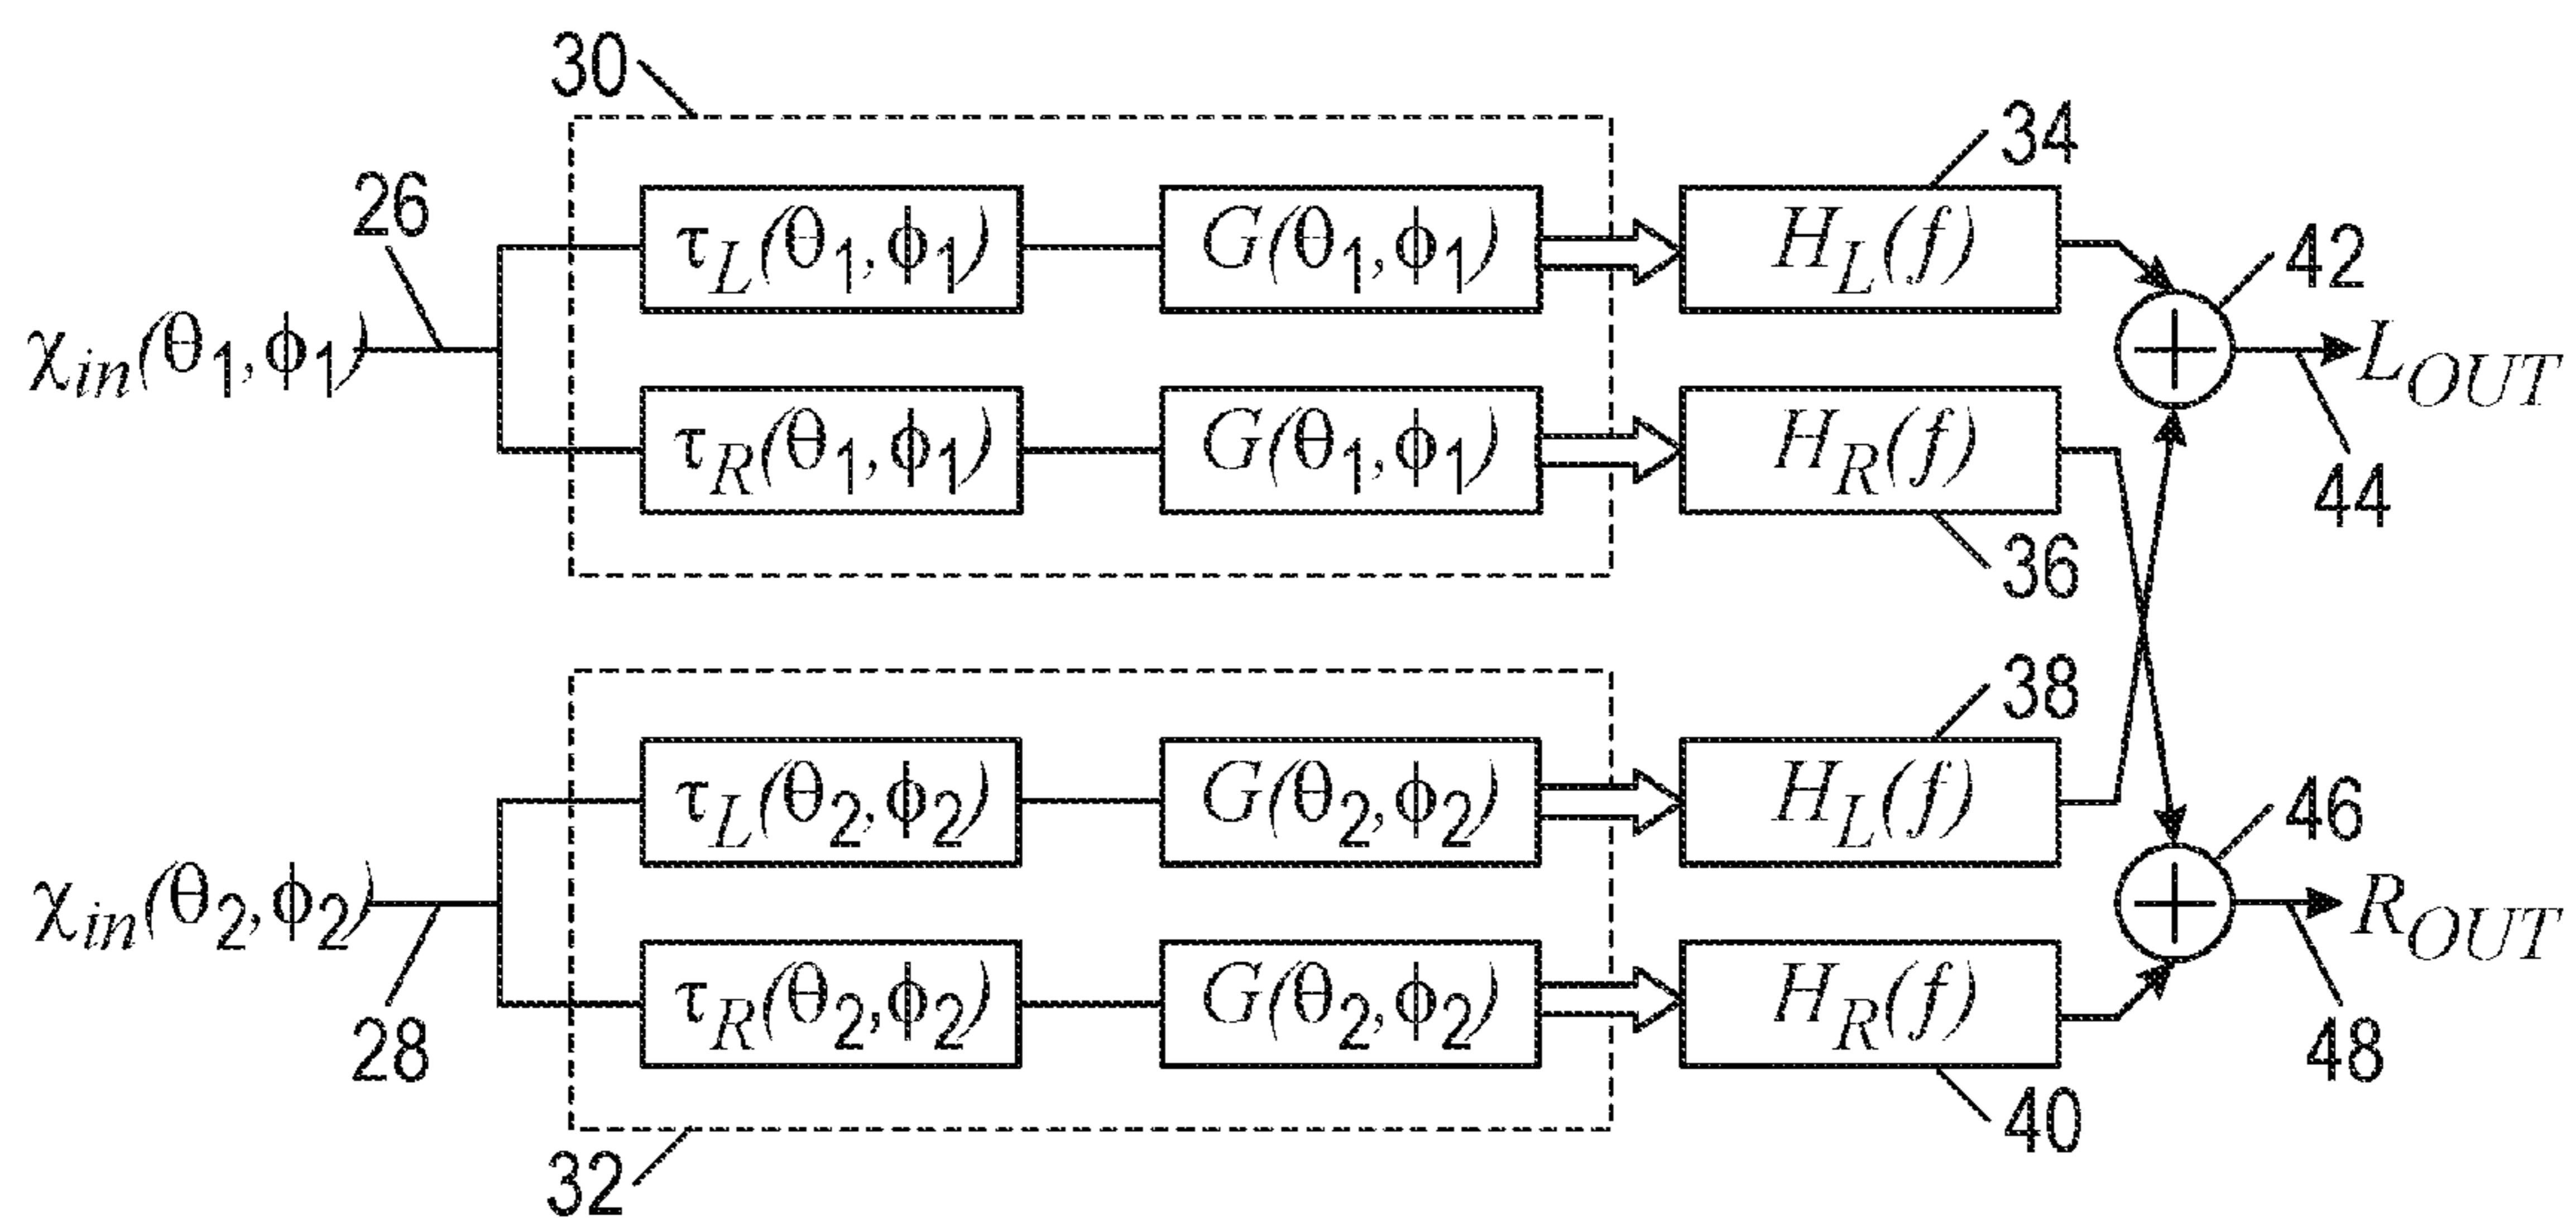 30
34
26
τL(θ1,ϕ1) G(θ1,ϕ1) HL(f)
42
χin(θ1,ϕ1) LOUT
τR(θ1,ϕ1) G(θ1,ϕ1) HR(f)
44
36
38
τL(θ2,ϕ2) G(θ2,ϕ2) HL(f)
46
χin(θ2,ϕ2) ROUT
τR(θ2,ϕ2) G(θ2,ϕ2) HR(f)
28
48
40
32